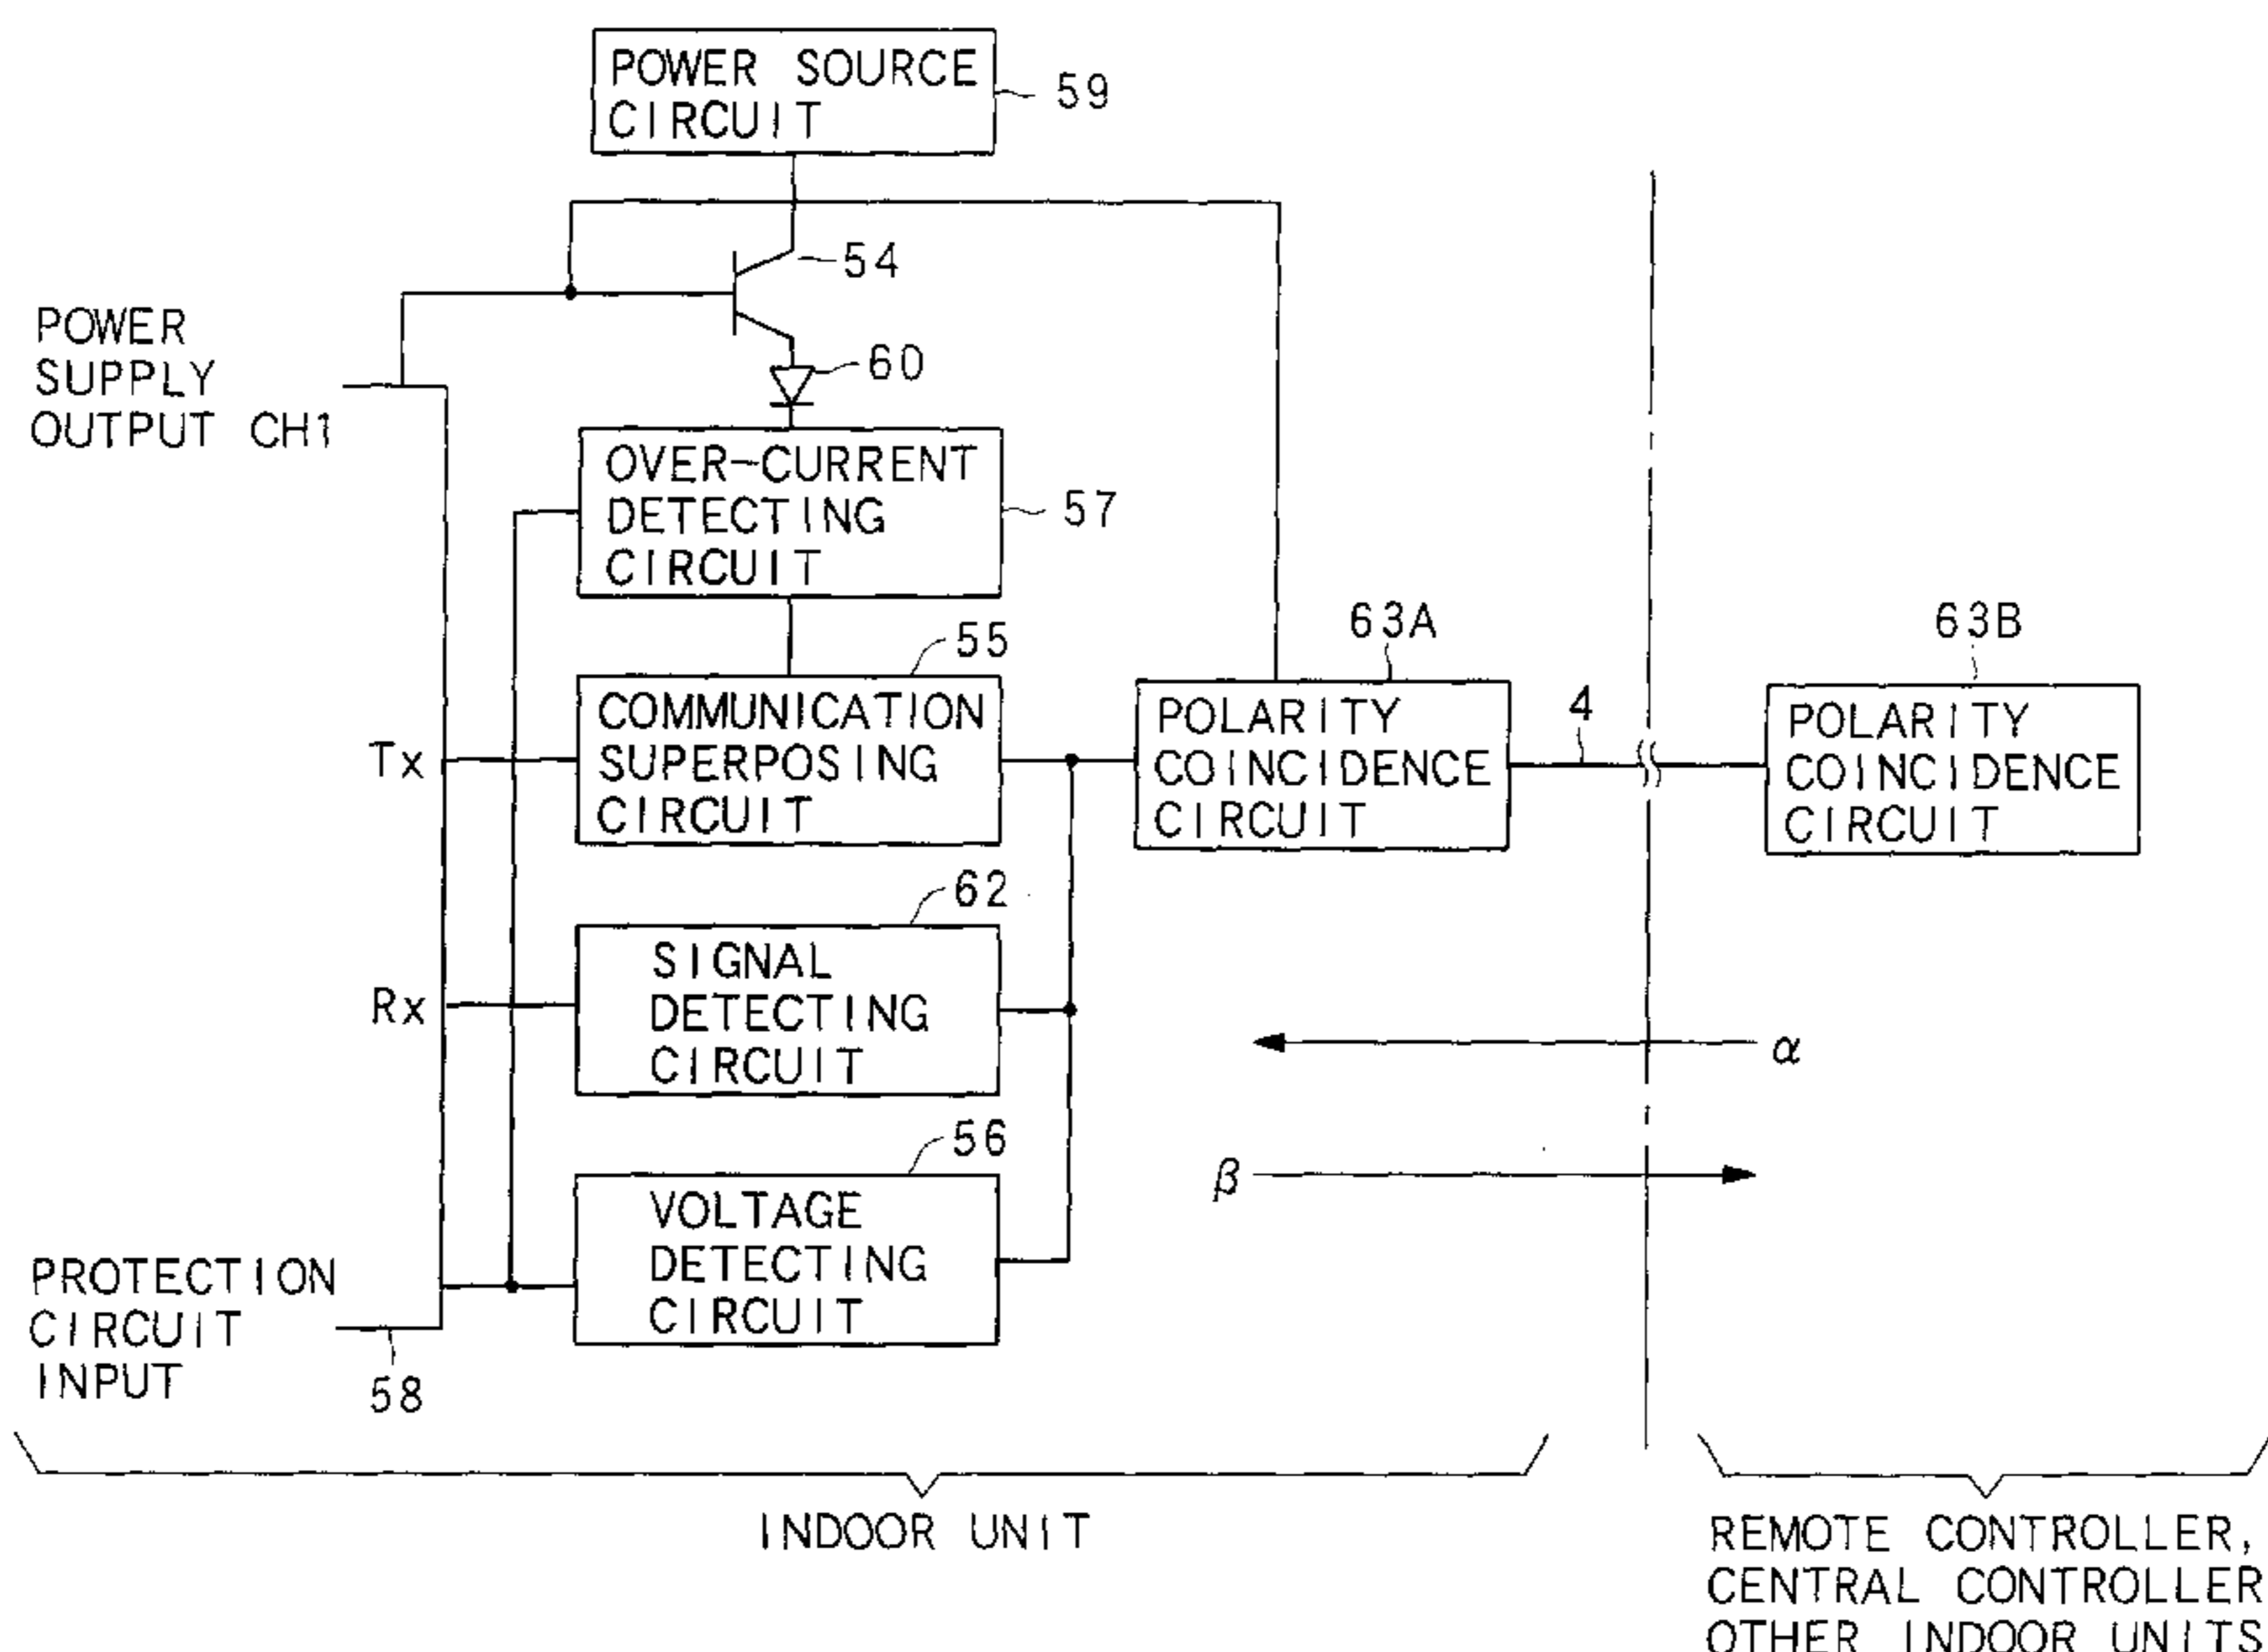 POWER SOURCE
CIRCUIT
59
54
POWER
SUPPLY
OUTPUT CH1
60
OVER-CURRENT
DETECTING
CIRCUIT
57
55
63A
63B
COMMUNICATION
SUPERPOSING
CIRCUIT
POLARITY
COINCIDENCE
CIRCUIT
4
POLARITY
COINCIDENCE
CIRCUIT
Tx
62
SIGNAL
DETECTING
CIRCUIT
Rx
α
56
β
VOLTAGE
DETECTING
CIRCUIT
PROTECTION
CIRCUIT
INPUT
58
INDOOR UNIT
REMOTE CONTROLLER,
CENTRAL CONTROLLER
OTHER INDOOR UNITS